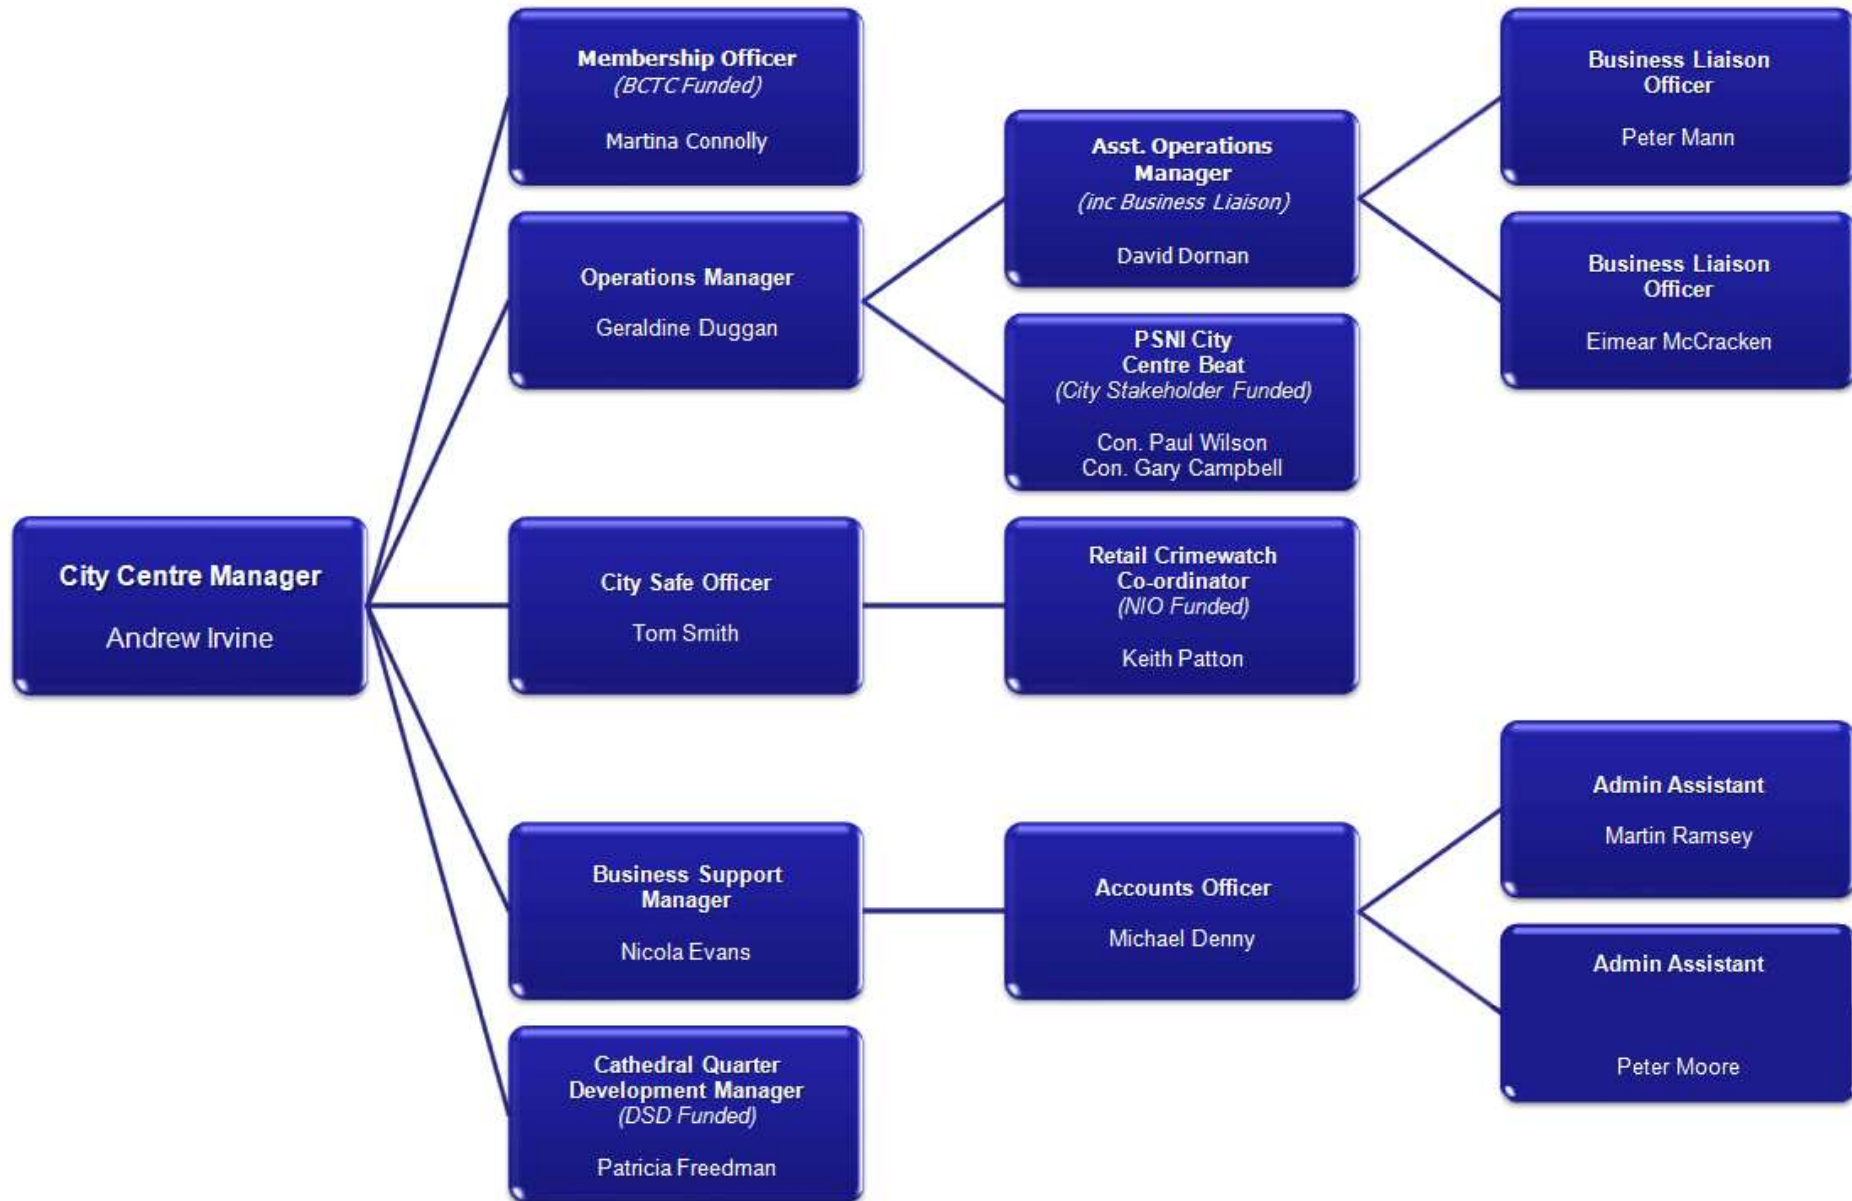 City Centre Manager
Andrew Irvine
Membership Officer
(BCTC Funded)
Martina Connolly
Operations Manager
Geraldine Duggan
Asst. Operations
Manager
(inc Business Liaison)
David Dornan
Business Liaison
Officer
Peter Mann
Business Liaison
Officer
Eimear McCracken
PSNI City
Centre Beat
(City Stakeholder Funded)
Con. Paul Wilson
Con. Gary Campbell
City Safe Officer
Tom Smith
Retail Crimewatch
Co-ordinator
(NIO Funded)
Keith Patton
Business Support
Manager
Nicola Evans
Accounts Officer
Michael Denny
Admin Assistant
Martin Ramsey
Admin Assistant
Peter Moore
Cathedral Quarter
Development Manager
(DSD Funded)
Patricia Freedman